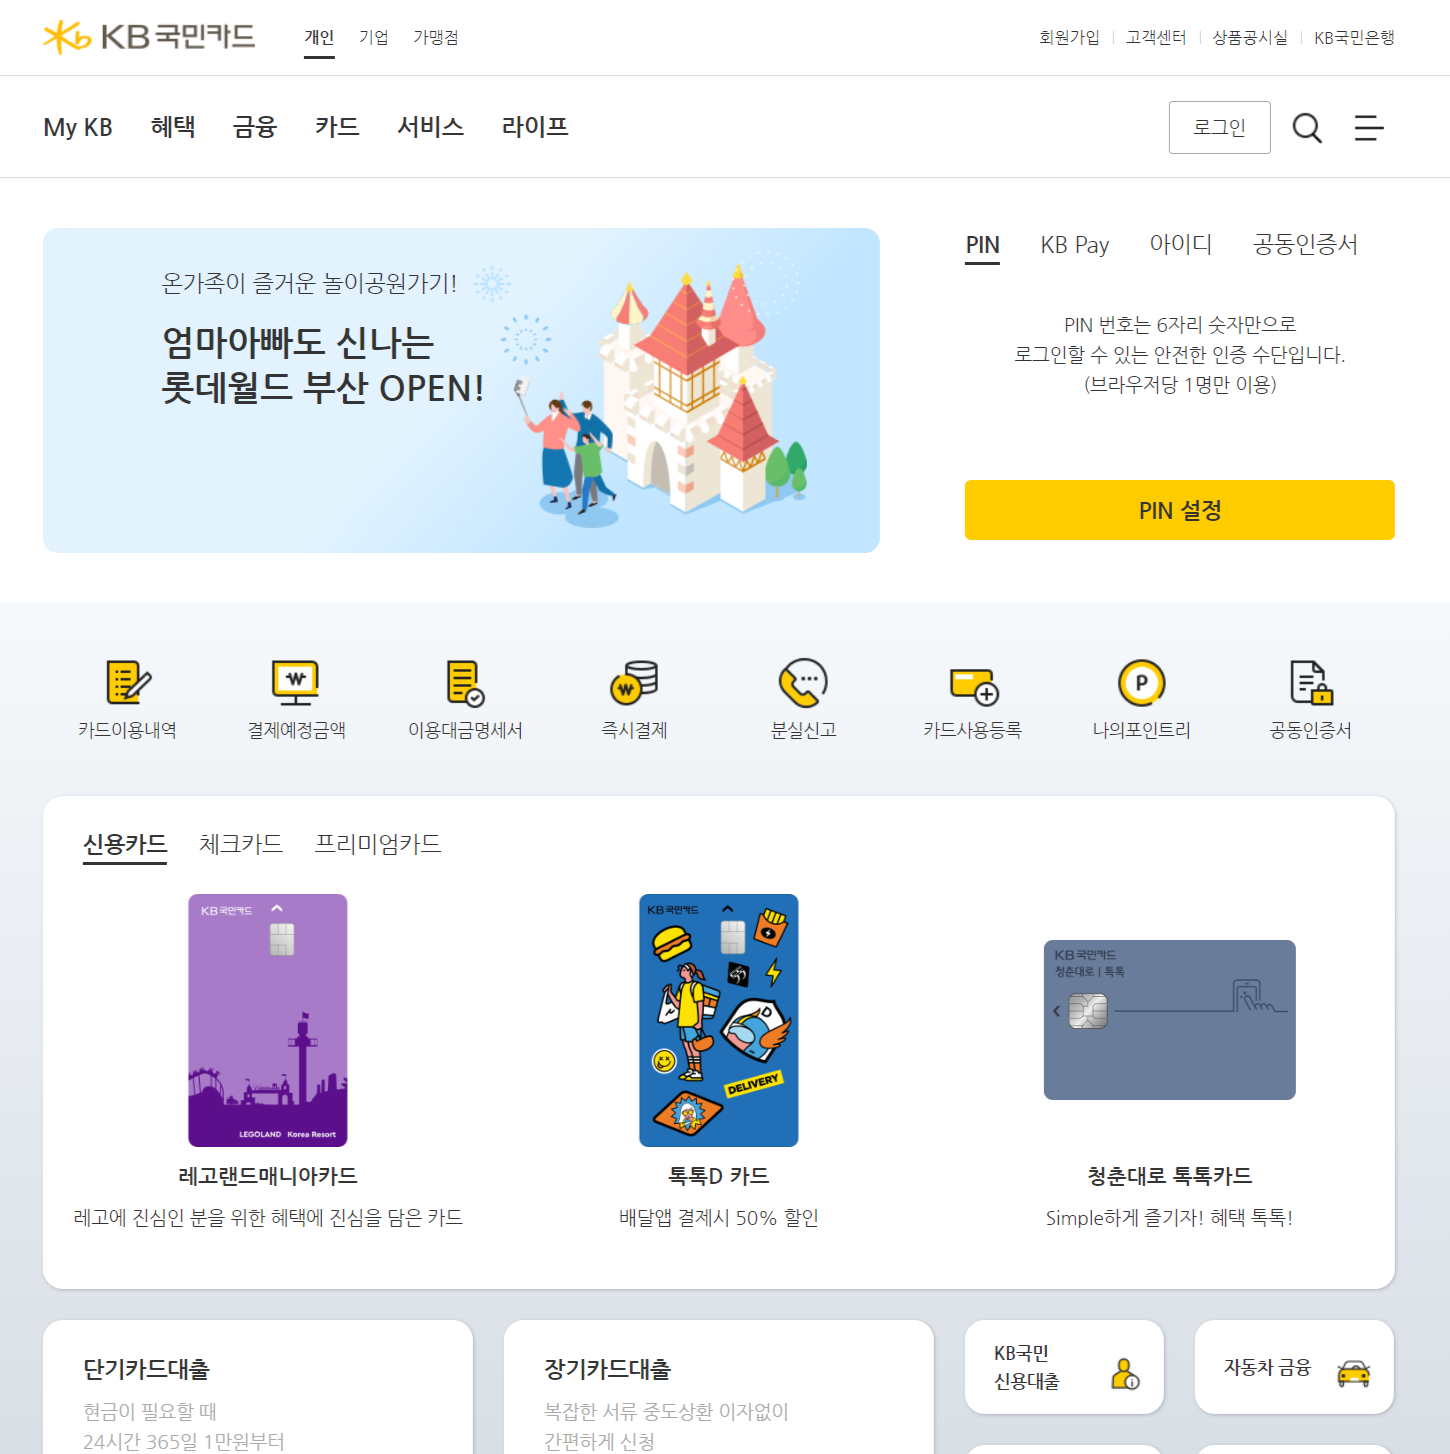 KB국민카드
개인 기업 가맹점
회원가입 고객센터 상품공시실 KB국민은행
My KB 혜택 금융 카드 서비스 라이프
로그인
온가족이 즐거운 놀이공원가기!
엄마아빠도 신나는
롯데월드 부산 OPEN!
PIN KB Pay 아이디 공동인증서
PIN 번호는 6자리 숫자만으로
로그인할 수 있는 안전한 인증 수단입니다.
(브라우저당 1명만 이용)
PIN 설정
카드이용내역 결제예정금액 이용대금명세서 즉시결제 분실신고 카드사용등록 나의포인트리 공동인증서
신용카드 체크카드 프리미엄카드
KB국민카드
LEGOLAND Korea Resort
KB국민카드
DELIVERY
KB국민카드
청춘대로 | 톡톡
레고랜드매니아카드
레고에 진심인 분을 위한 혜택에 진심을 담은 카드
톡톡D 카드
배달앱 결제시 50% 할인
청춘대로 톡톡카드
Simple하게 즐기자! 혜택 톡톡!
단기카드대출
현금이 필요할 때
24시간 365일 1만원부터
장기카드대출
복잡한 서류 중도상환 이자없이
간편하게 신청
KB국민
신용대출
자동차 금융